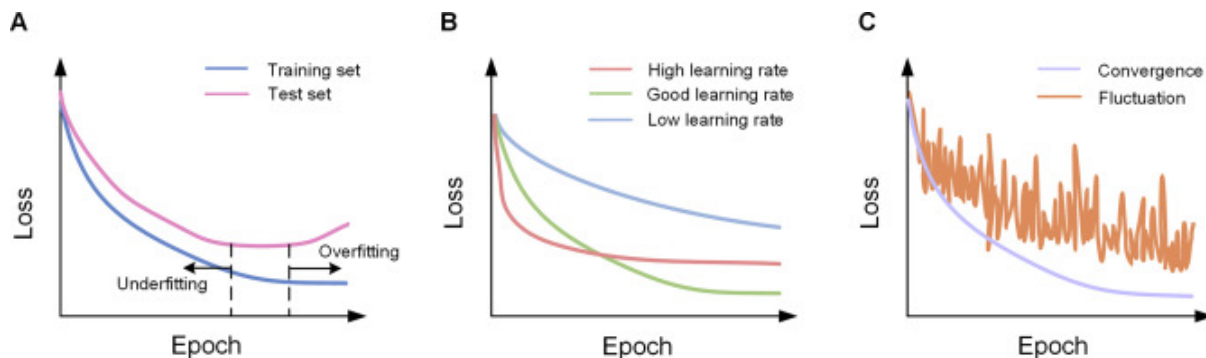 A
Training set
Test set
Loss
Underfitting
Overfitting
Epoch
B
High learning rate
Good learning rate
Low learning rate
Loss
Epoch
C
Convergence
Fluctuation
Loss
Epoch